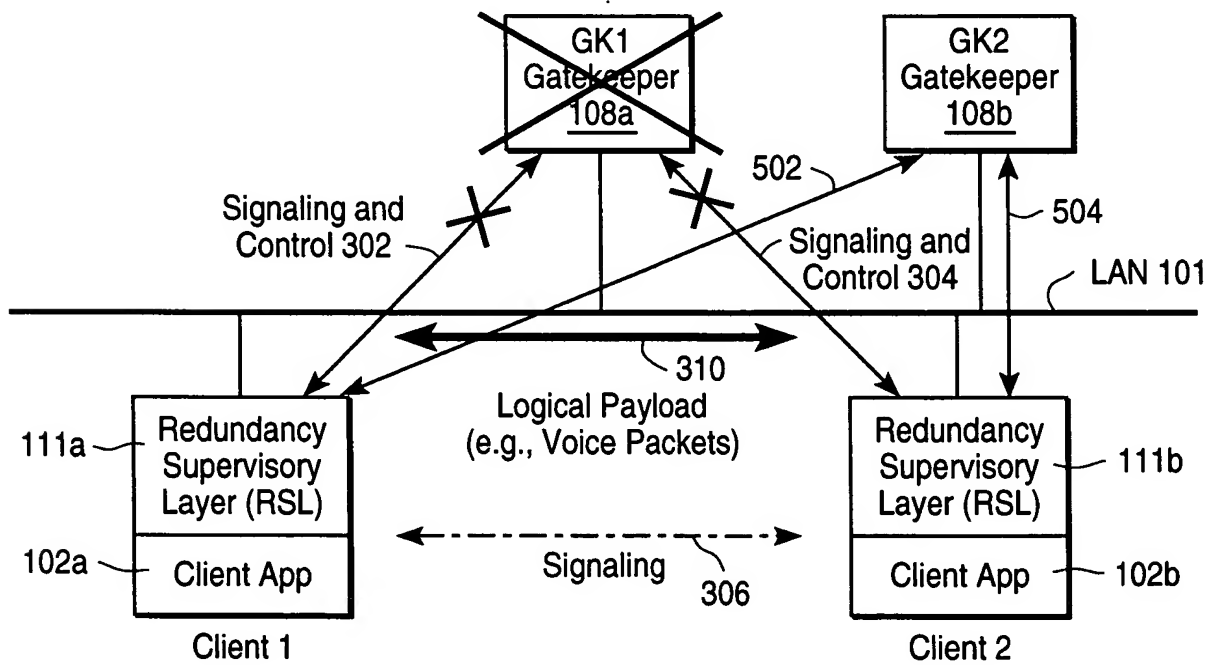 GK1
Gatekeeper
108a
GK2
Gatekeeper
108b
502
504
Signaling and
Control 302
Signaling and
Control 304
LAN 101
310
Logical Payload
(e.g., Voice Packets)
111a
Redundancy
Supervisory
Layer (RSL)
Redundancy
Supervisory
Layer (RSL)
111b
102a
Client App
Signaling
306
Client App
102b
Client 1
Client 2